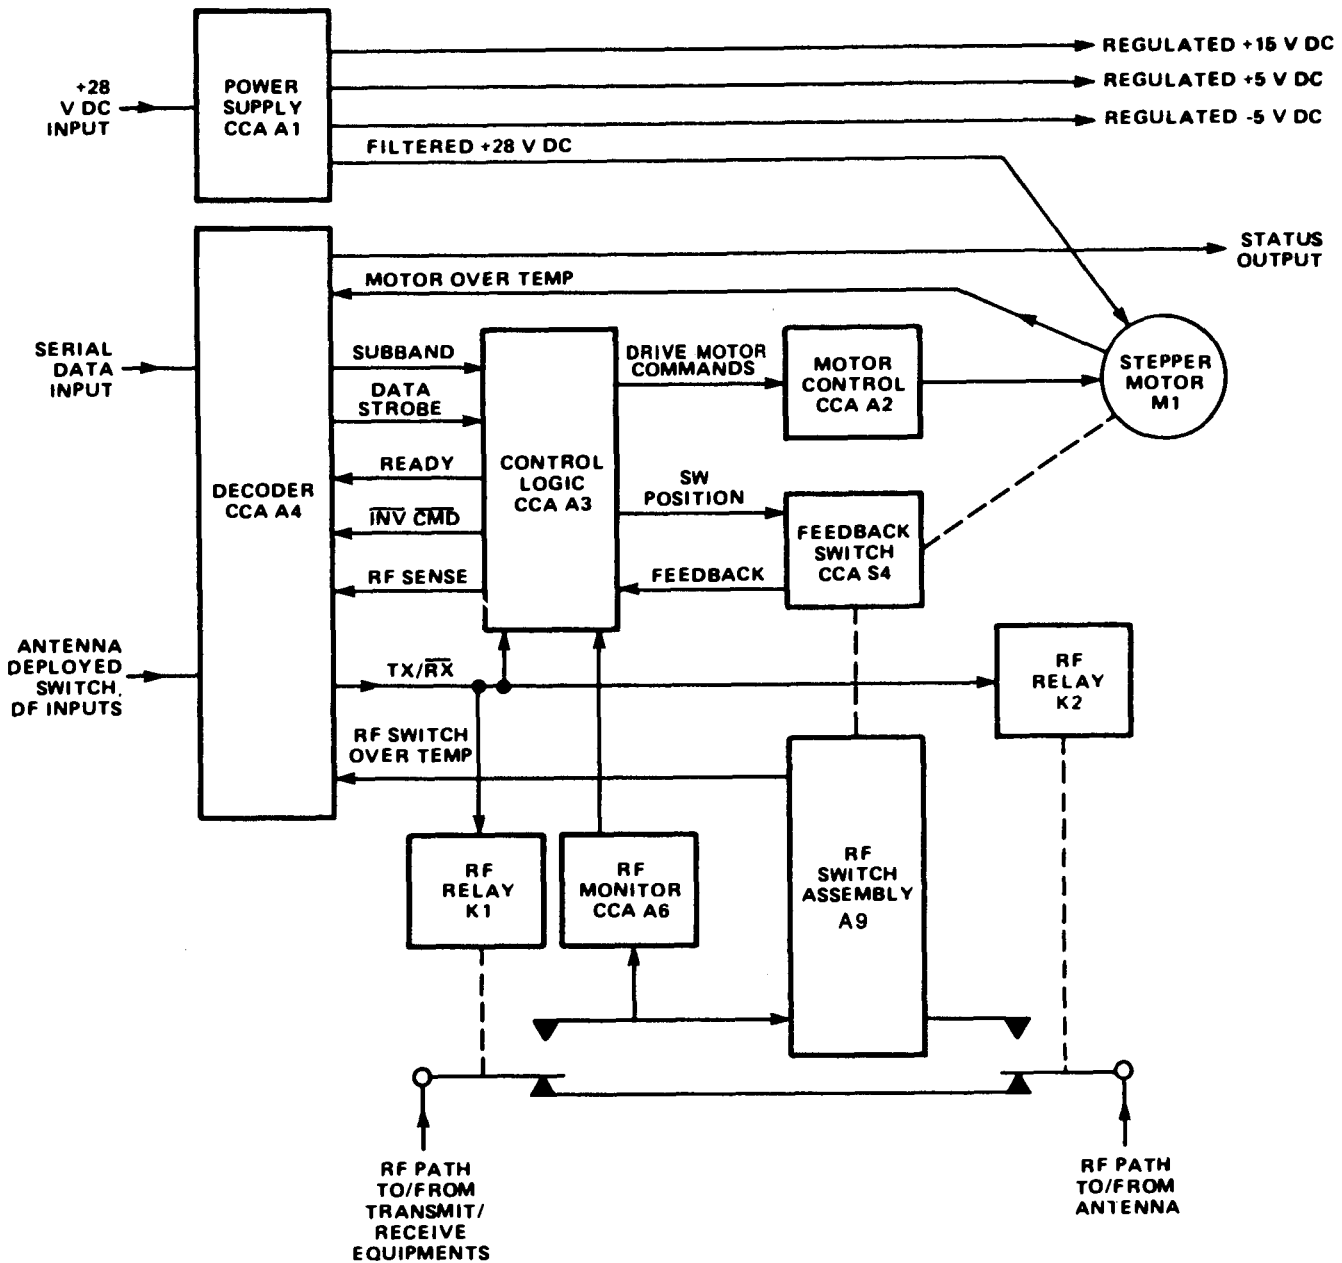 REGULATED +15 V DC
+28
V DC
INPUT
POWER
SUPPLY
CCA A1
REGULATED +5 V DC
REGULATED -5 V DC
FILTERED +28 V DC
STATUS
OUTPUT
MOTOR OVER TEMP
SERIAL
DATA
INPUT
SUBBAND
DATA
STROBE
READY
I̅N̅V̅ C̅M̅D̅
RF SENSE
DECODER
CCA A4
CONTROL
LOGIC
CCA A3
DRIVE MOTOR
COMMANDS
MOTOR
CONTROL
CCA A2
STEPPER
MOTOR
M1
SW
POSITION
FEEDBACK
FEEDBACK
SWITCH
CCA S4
ANTENNA
DEPLOYED
SWITCH,
DF INPUTS
TX/R̅X̅
RF
RELAY
K2
RF SWITCH
OVER TEMP
RF
RELAY
K1
RF
MONITOR
CCA A6
RF
SWITCH
ASSEMBLY
A9
RF PATH
TO/FROM
TRANSMIT/
RECEIVE
EQUIPMENTS
RF PATH
TO/FROM
ANTENNA